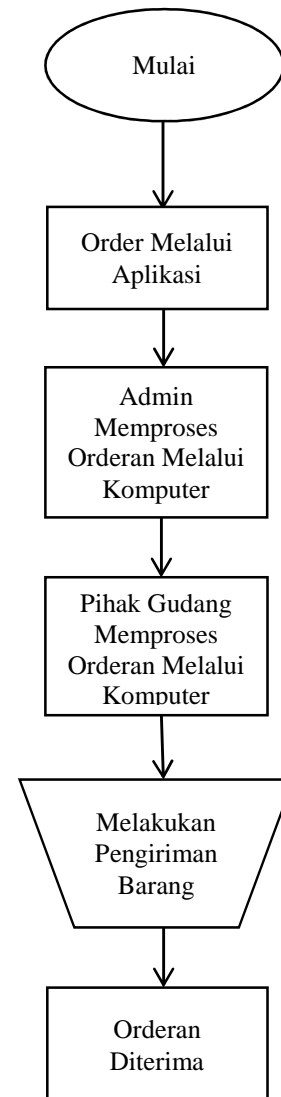 Mulai
Order Melalui
Aplikasi
Admin
Memproses
Orderan Melalui
Komputer
Pihak Gudang
Memproses
Orderan Melalui
Komputer
Melakukan
Pengiriman
Barang
Orderan
Diterima